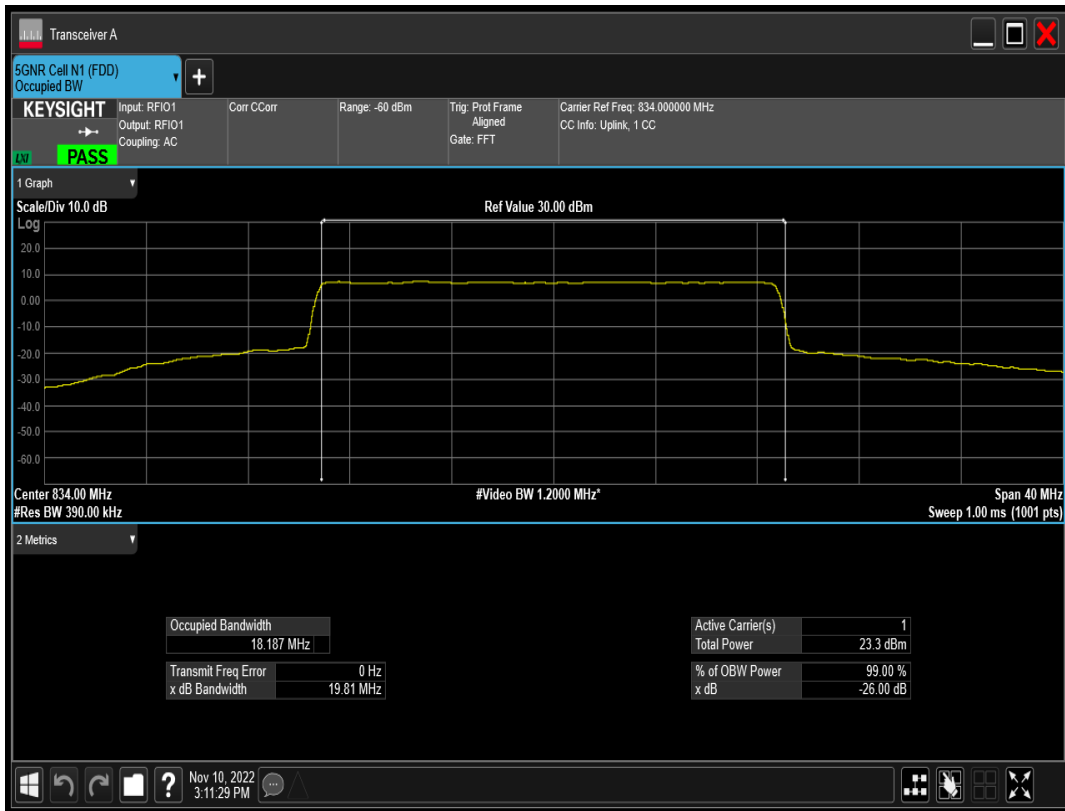 Transceiver A
5GNR Cell N1 (FDD)
Occupied BW
+
KEYSIGHT
LXI
PASS
Input: RFIO1
Output: RFIO1
Coupling: AC
Corr CCorr
Range: -60 dBm
Trig: Prot Frame
Aligned
Gate: FFT
Carrier Ref Freq: 834.000000 MHz
CC Info: Uplink, 1 CC
1 Graph
Scale/Div 10.0 dB
Ref Value 30.00 dBm
Log
20.0
10.0
0.00
-10.0
-20.0
-30.0
-40.0
-50.0
-60.0
Center 834.00 MHz
#Video BW 1.2000 MHz*
Span 40 MHz
#Res BW 390.00 kHz
Sweep 1.00 ms (1001 pts)
2 Metrics
Occupied Bandwidth
18.187 MHz
Transmit Freq Error 0 Hz
x dB Bandwidth 19.81 MHz
Active Carrier(s) 1
Total Power 23.3 dBm
% of OBW Power 99.00 %
x dB -26.00 dB
?
Nov 10, 2022
3:11:29 PM